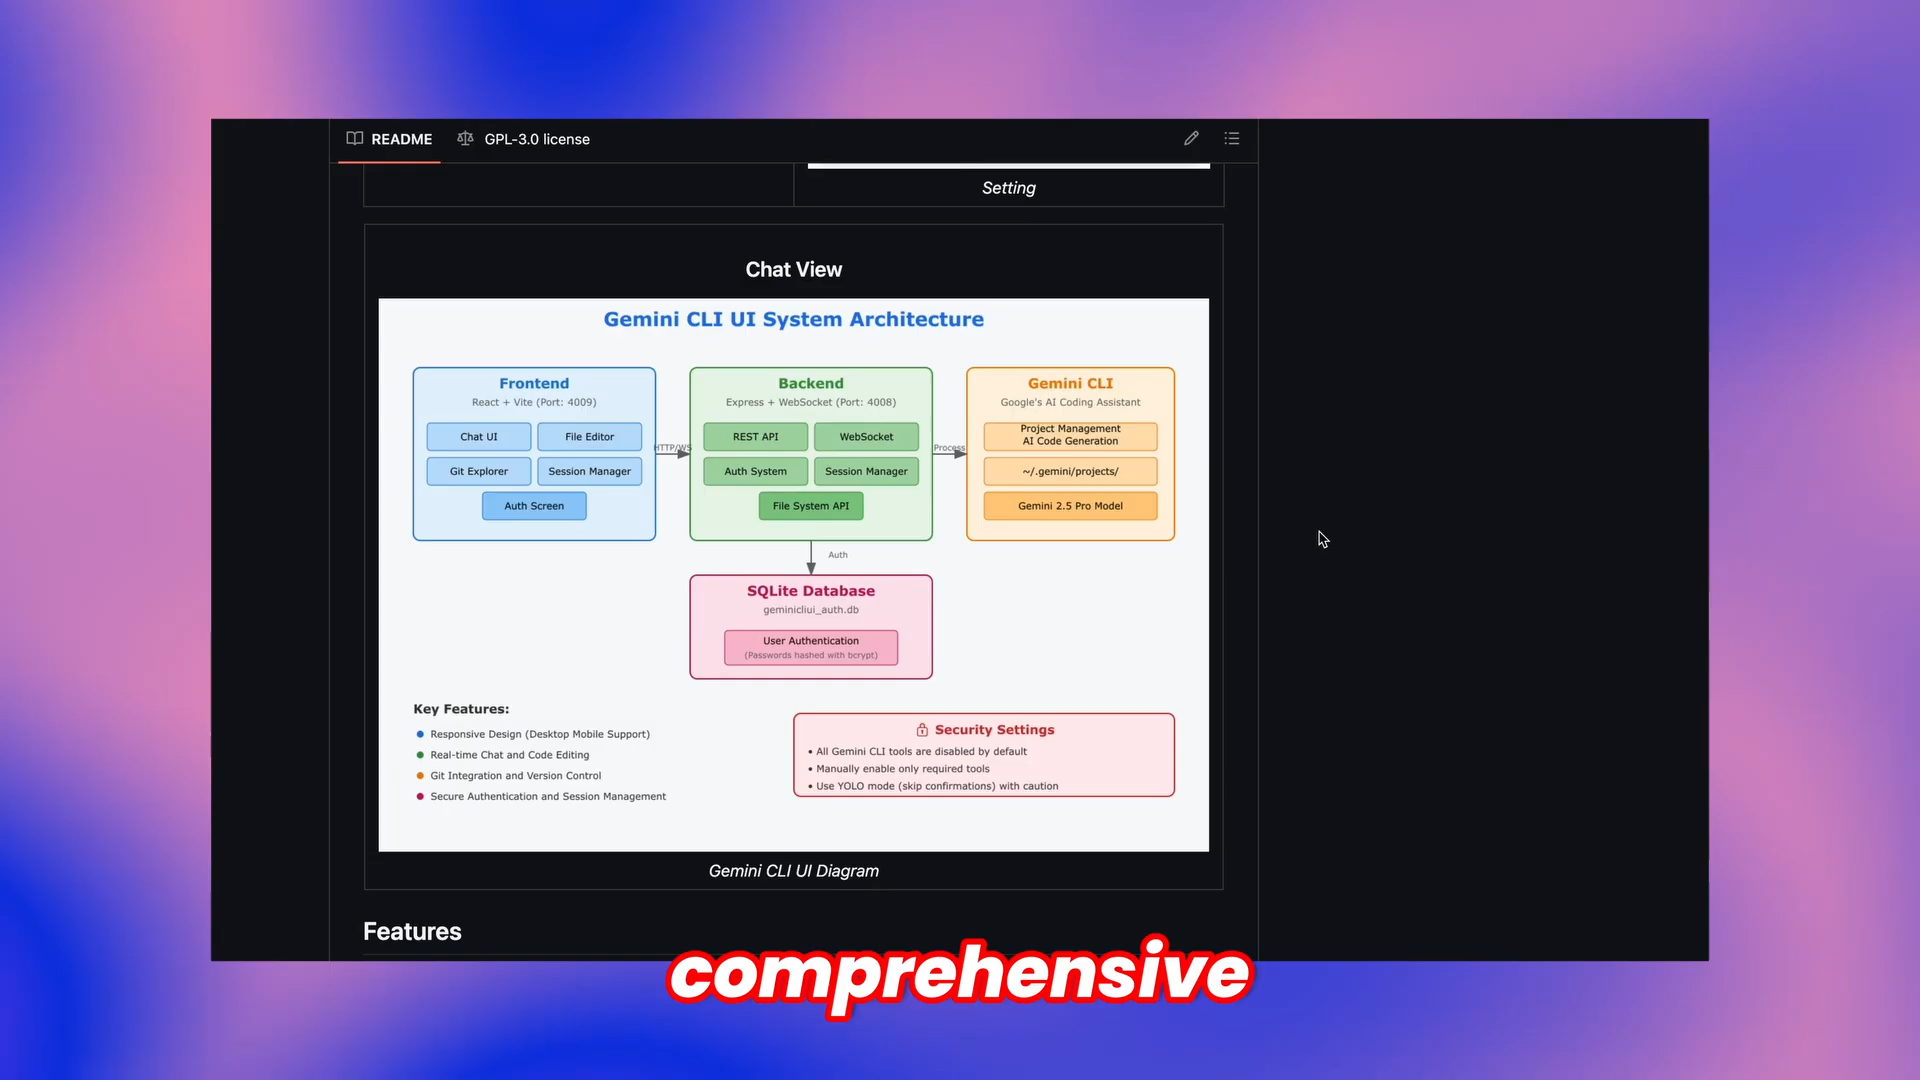 README
GPL-3.0 license
Setting
Chat View
Gemini CLI UI System Architecture
Frontend
React + Vite (Port: 4009)
Chat UI
File Editor
Git Explorer
Session Manager
Auth Screen
HTTP/WS
Backend
Express + WebSocket (Port: 4008)
REST API
WebSocket
Auth System
Session Manager
File System API
Process
Gemini CLI
Google's AI Coding Assistant
Project Management
AI Code Generation
~/.gemini/projects/
Gemini 2.5 Pro Model
Auth
SQLite Database
geminicliui_auth.db
User Authentication
(Passwords hashed with bcrypt)
Key Features:
Responsive Design (Desktop Mobile Support)
Real-time Chat and Code Editing
Git Integration and Version Control
Secure Authentication and Session Management
Security Settings
• All Gemini CLI tools are disabled by default
• Manually enable only required tools
• Use YOLO mode (skip confirmations) with caution
Gemini CLI UI Diagram
Features
comprehensive